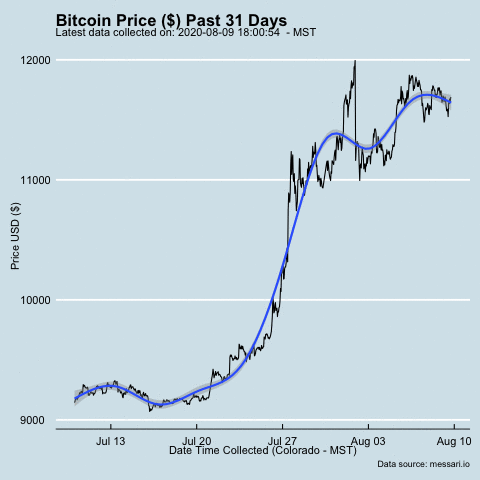 Bitcoin Price ($) Past 31 Days
Latest data collected on: 2020-08-09 18:00:54 - MST
12000
11000
10000
9000
Price USD ($)
Jul 13
Jul 20
Jul 27
Aug 03
Aug 10
Date Time Collected (Colorado - MST)
Data source: messari.io